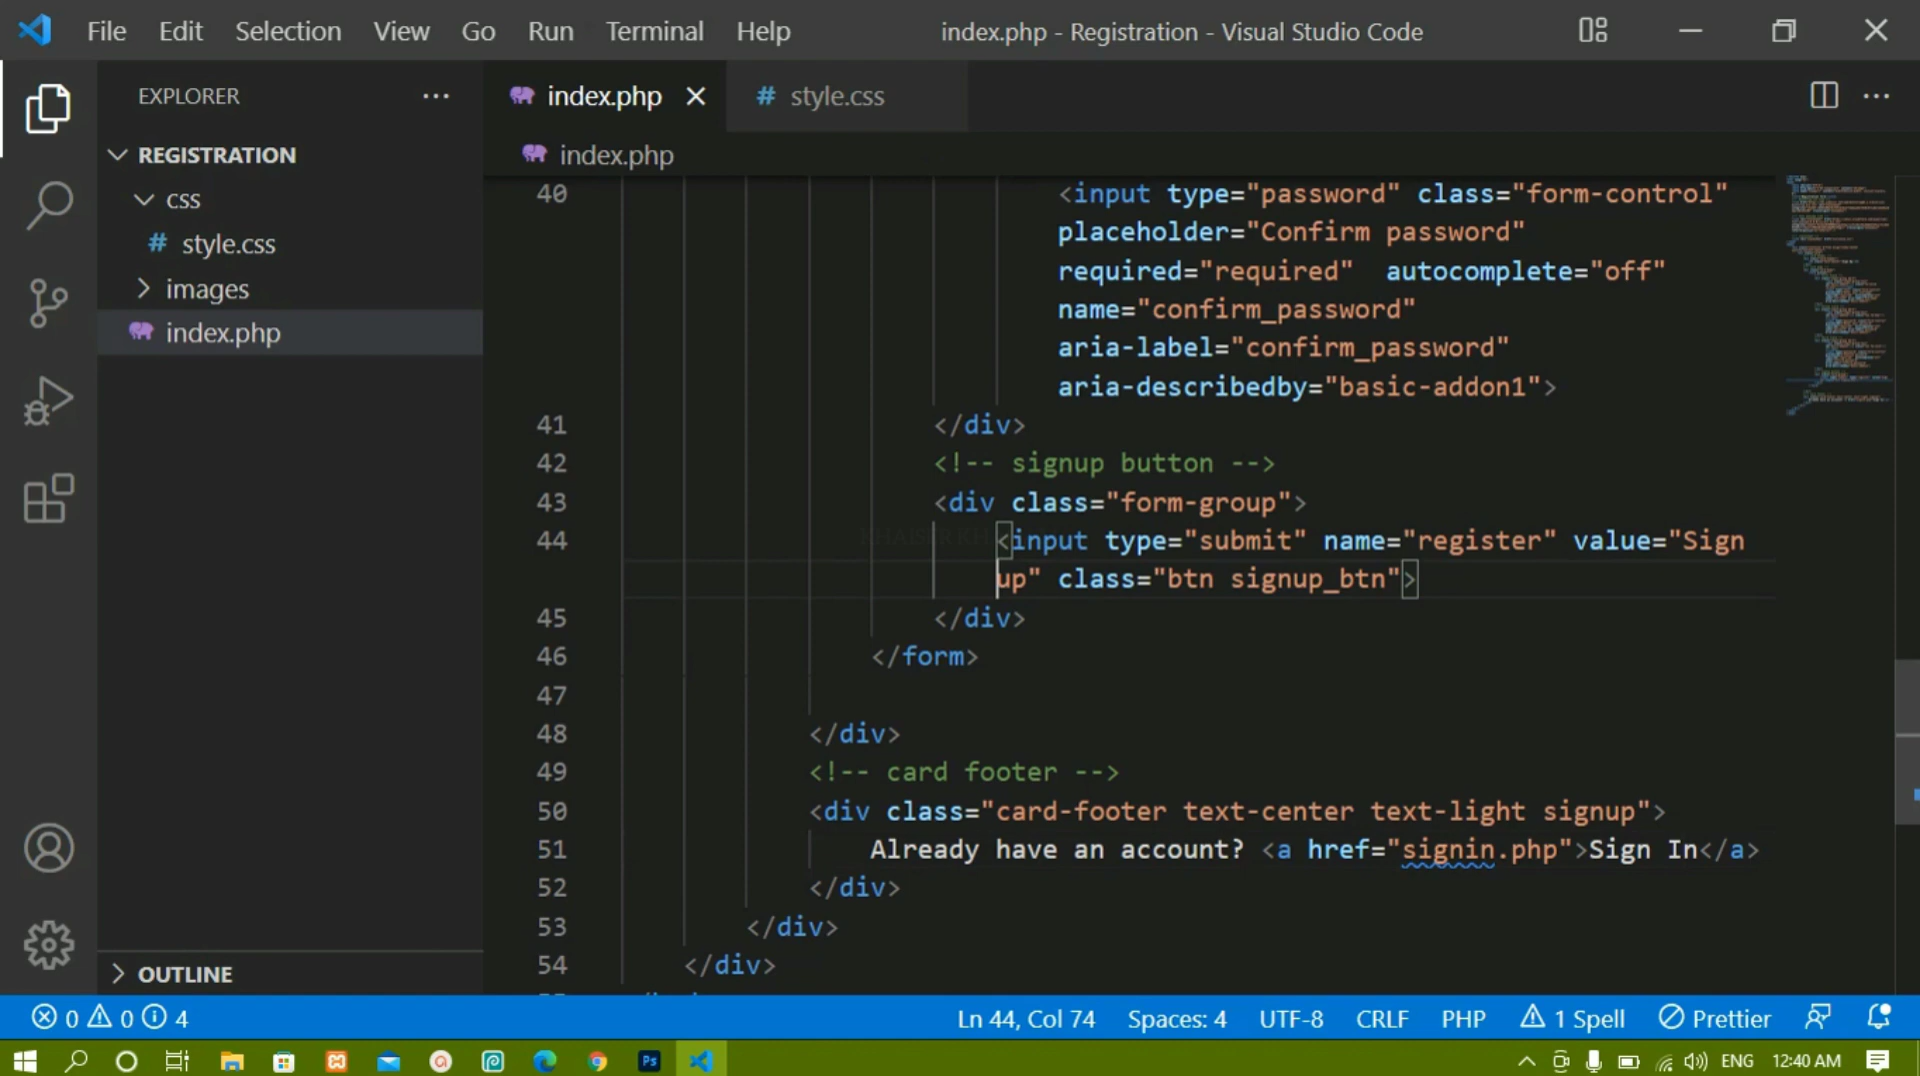 File Edit Selection View Go Run Terminal Help index.php - Registration - Visual Studio Code
EXPLORER
REGISTRATION
css
# style.css
images
index.php
OUTLINE
index.php # style.css
index.php
40 <input type="password" class="form-control"
placeholder="Confirm password"
required="required" autocomplete="off"
name="confirm_password"
aria-label="confirm_password"
aria-describedby="basic-addon1">
41 </div>
42 <!-- signup button -->
43 <div class="form-group">
44 <input type="submit" name="register" value="Sign
up" class="btn signup_btn">
45 </div>
46 </form>
47
48 </div>
49 <!-- card footer -->
50 <div class="card-footer text-center text-light signup">
51 Already have an account? <a href="signin.php">Sign In</a>
52 </div>
53 </div>
54 </div>
0 0 4 Ln 44, Col 74 Spaces: 4 UTF-8 CRLF PHP 1 Spell Prettier
Ps ENG 12:40 AM